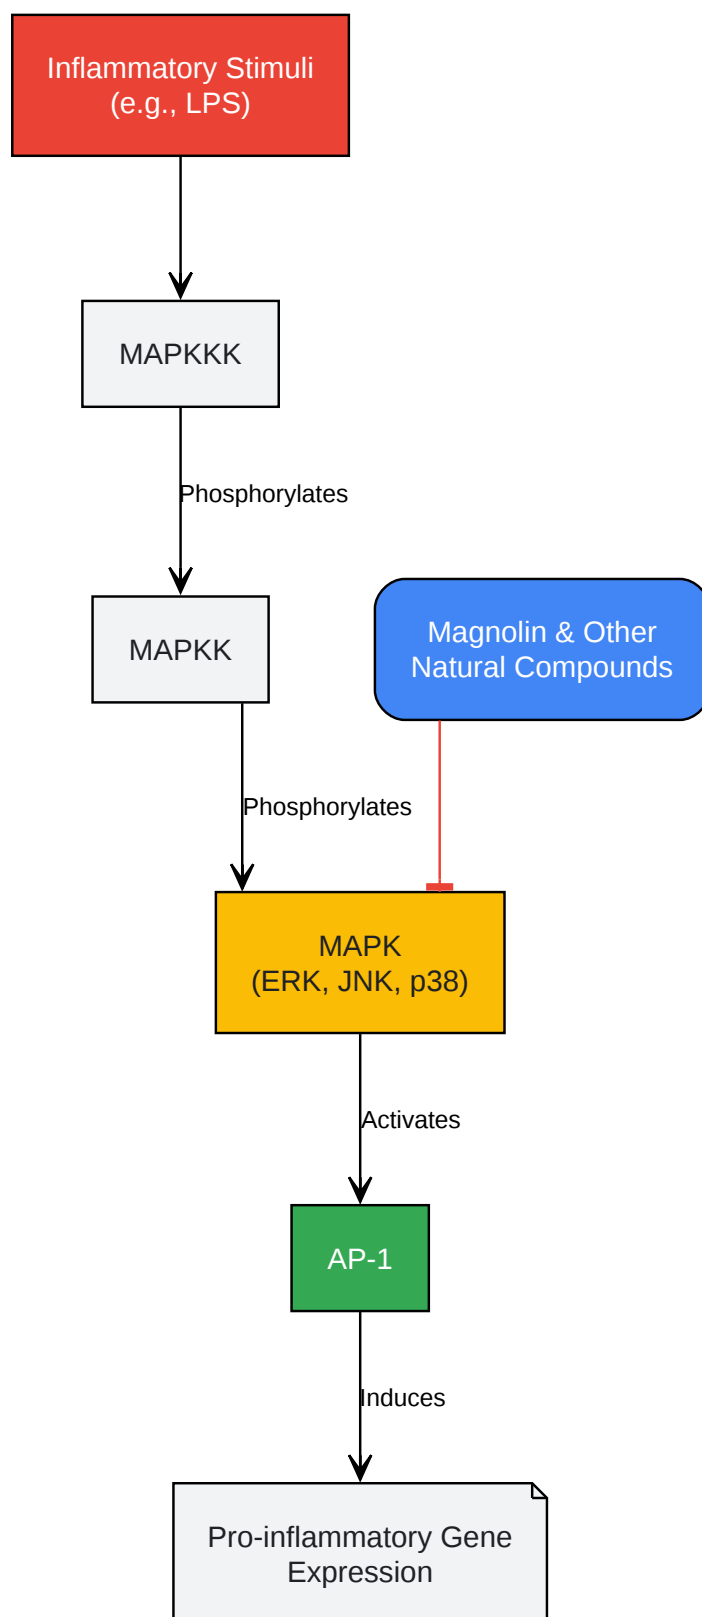 Inflammatory Stimuli
(e.g., LPS)
MAPKKK
Phosphorylates
MAPKK
Magnolin & Other
Natural Compounds
Phosphorylates
MAPK
(ERK, JNK, p38)
Activates
AP-1
Induces
Pro-inflammatory Gene
Expression